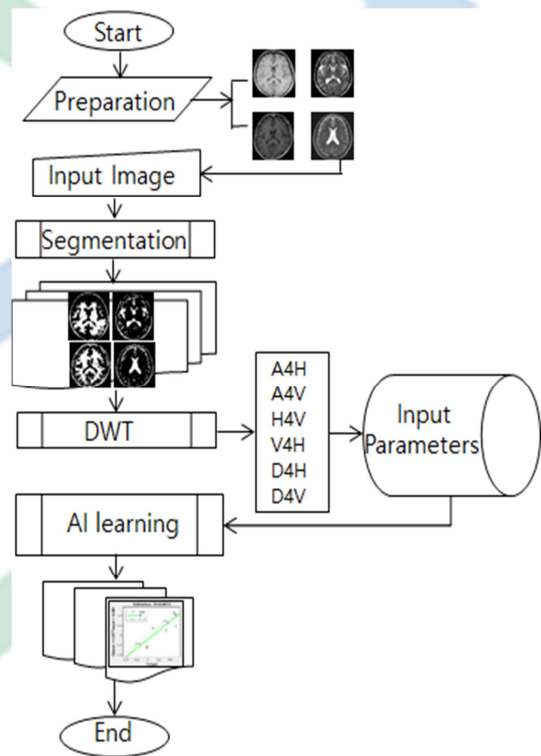 Start
Preparation
Input Image
Segmentation
DWT
A4H
A4V
H4V
V4H
D4H
D4V
Input
Parameters
AI learning
End